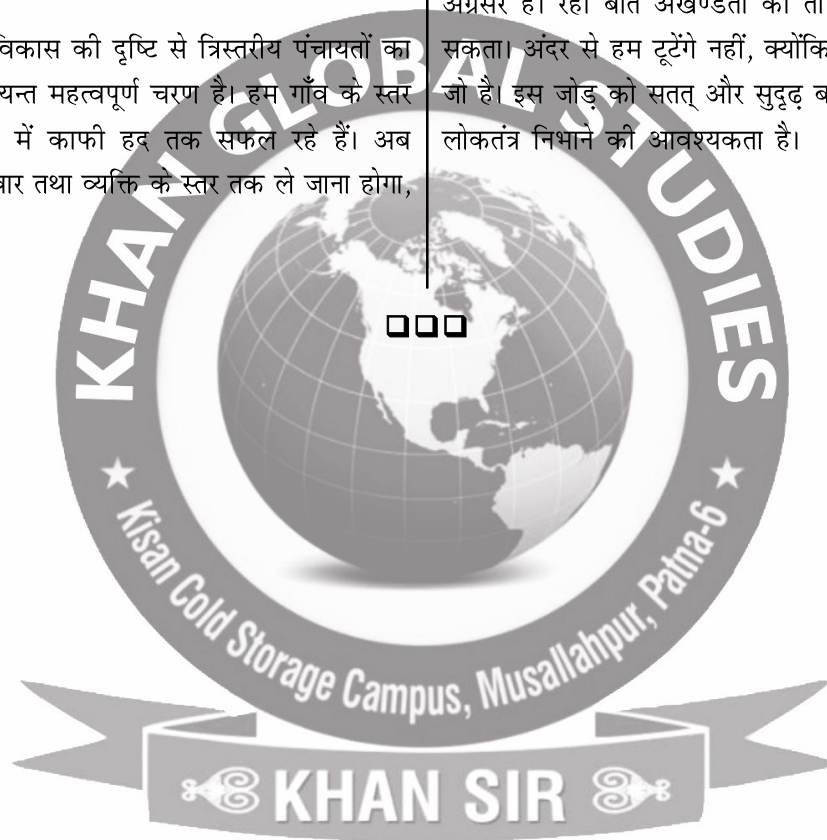 विकास की दृष्टि से त्रिस्तरीय पंचायतों का
यन्त महत्वपूर्ण चरण है। हम गाँव के स्तर
में काफी हद तक सफल रहे हैं। अब
वार तथा व्यक्ति के स्तर तक ले जाना होगा,
अग्रसर है। रही बात अखण्डता की तो
सकता। अंदर से हम टूटेंगे नहीं, क्योंकि
जो है। इस जोड़ को सतत् और सुदृढ़ ब
लोकतंत्र निभाने की आवश्यकता है।
KHAN GLOBAL STUDIES
Kisan Cold Storage Campus, Musallahpur, Patna-6
KHAN SIR